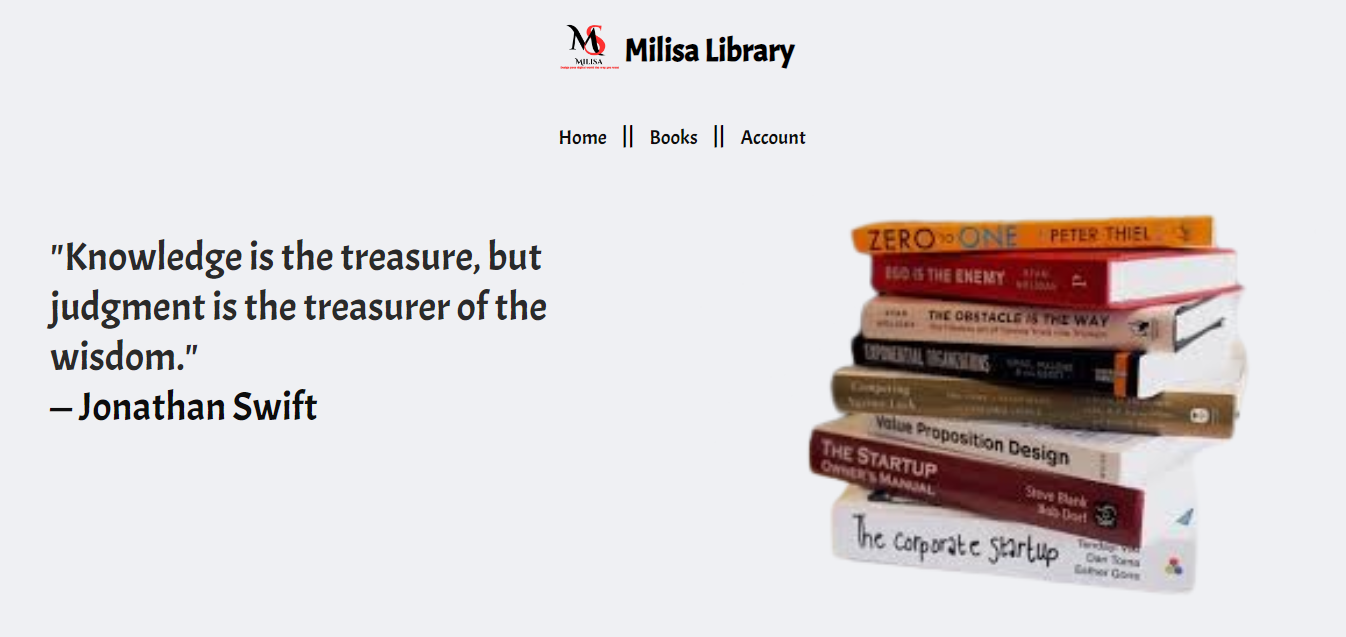 MS
MILISA
Milisa Library
Home || Books || Account
"Knowledge is the treasure, but
judgment is the treasurer of the
wisdom."
– Jonathan Swift
ZERO TO ONE PETER THIEL
EGO IS THE ENEMY RYAN
HOLIDAY
RYAN
HOLIDAY THE OBSTACLE IS THE WAY
EXPONENTIAL ORGANIZATIONS
Competing
Against Luck
Value Proposition Design
THE STARTUP
OWNER'S MANUAL
Steve Blank
Bob Dorf
The corporate startup
Dan Toma
Esther Gons